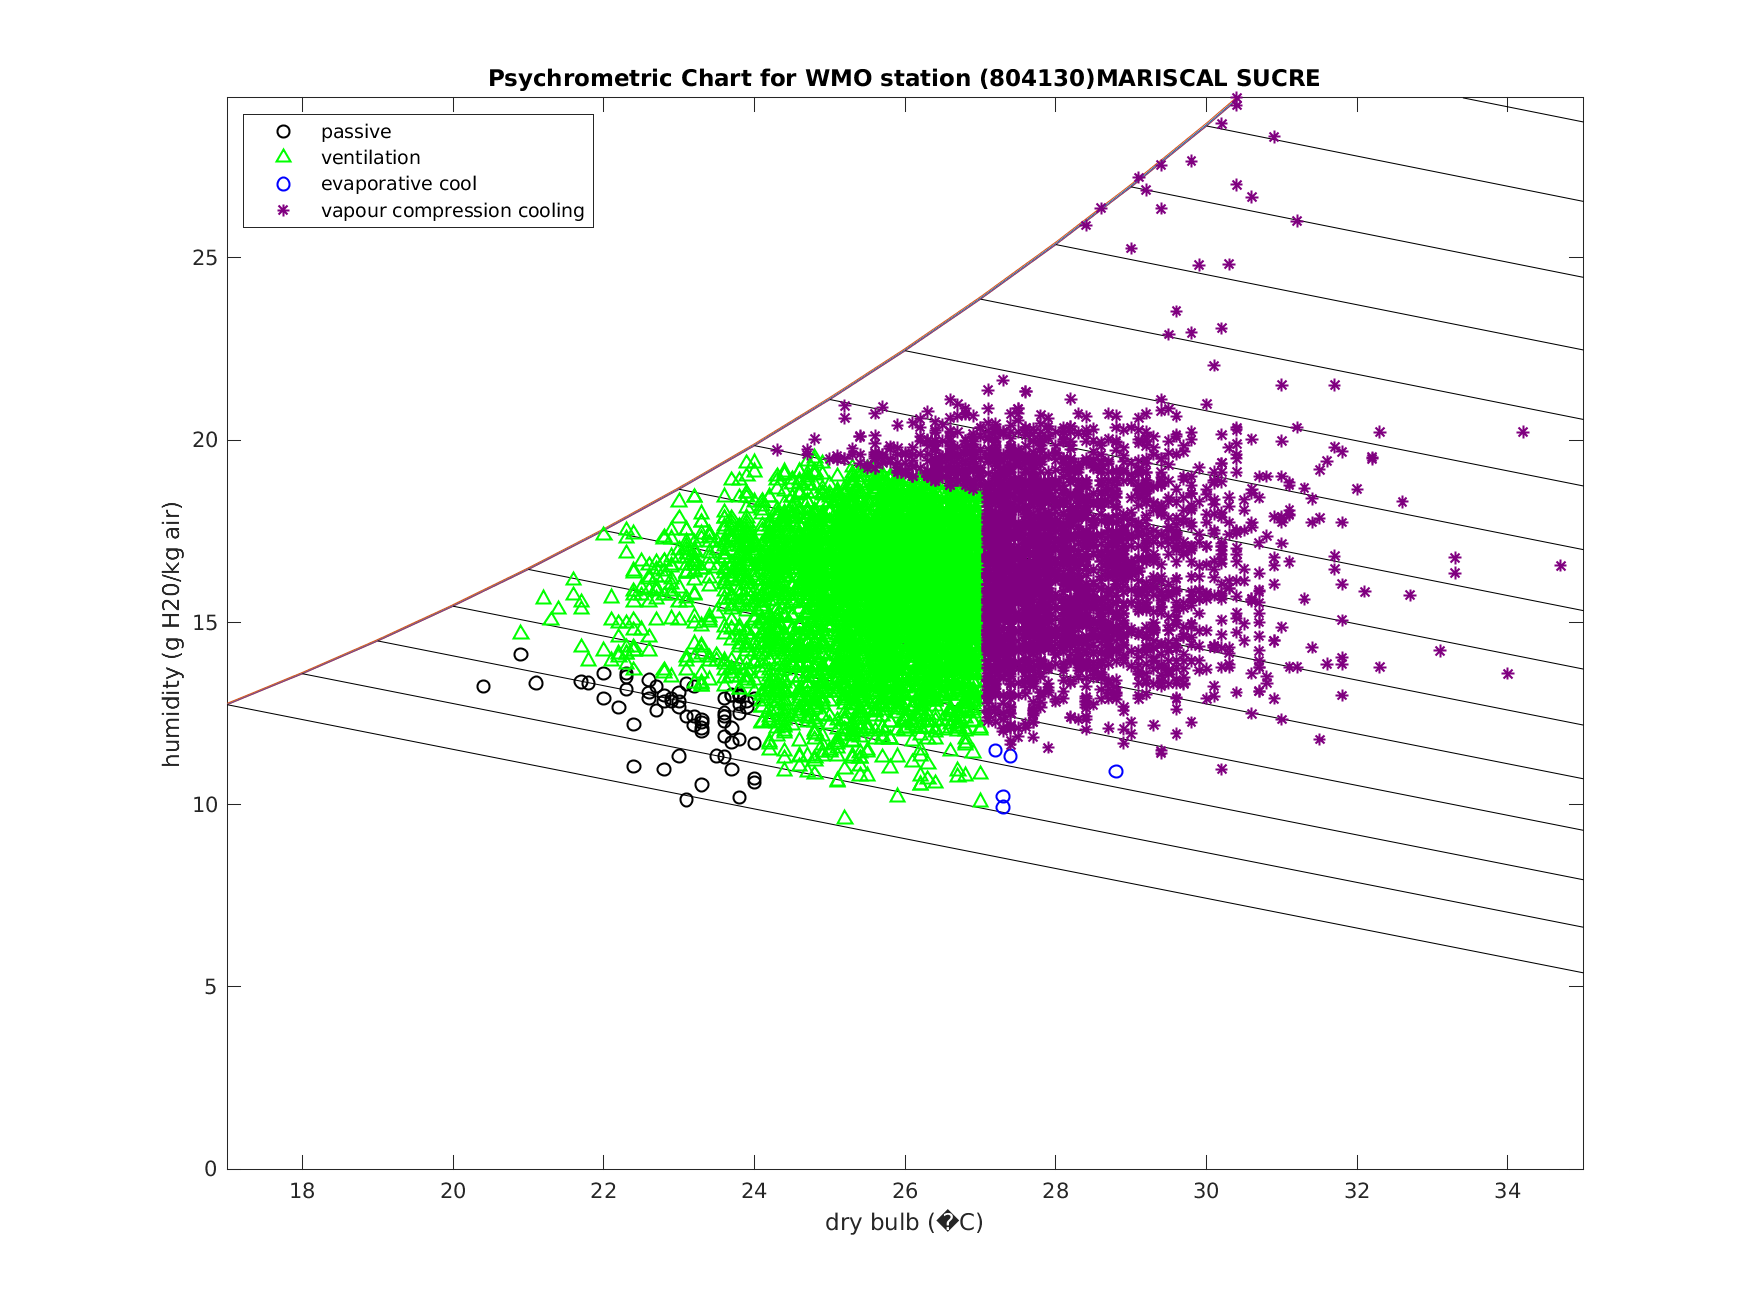 Psychrometric Chart for WMO station (804130)MARISCAL SUCRE
passive
ventilation
evaporative cool
vapour compression cooling
humidity (g H20/kg air)
25
20
15
10
5
0
18 20 22 24 26 28 30 32 34
dry bulb (�C)